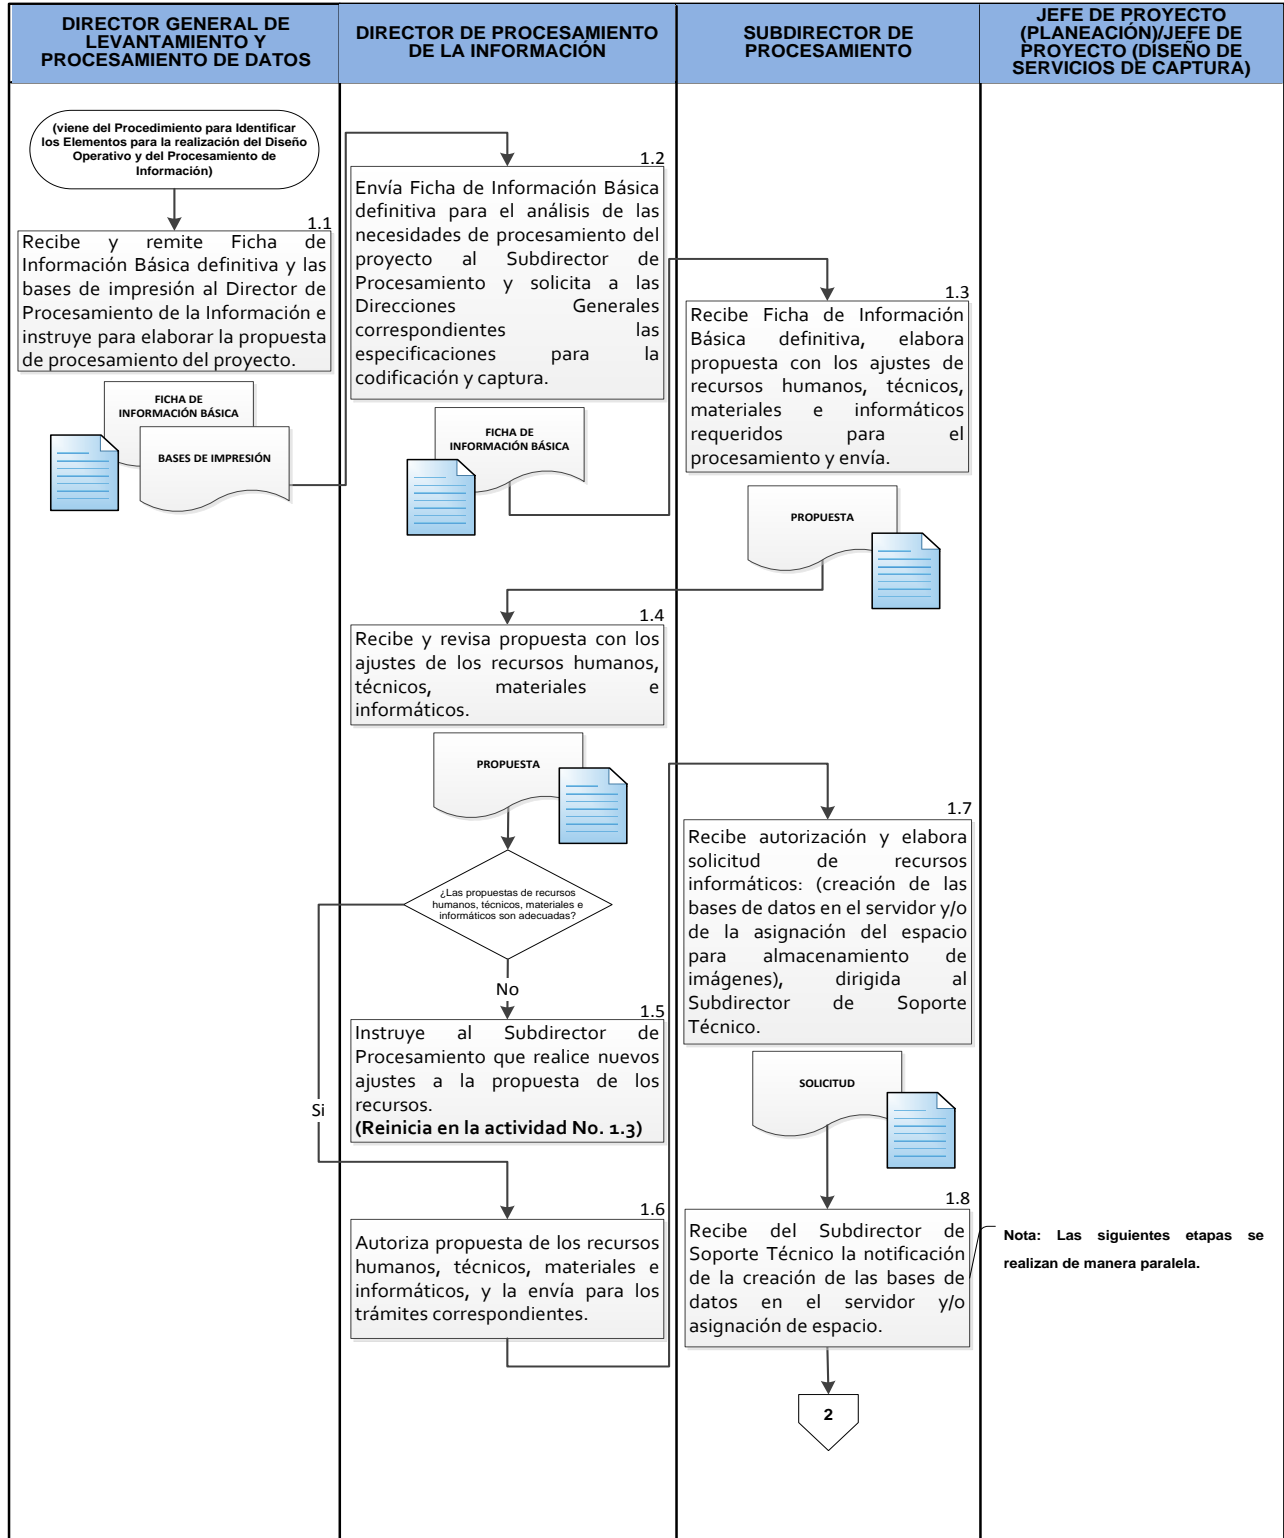 DIRECTOR GENERAL DE
LEVANTAMIENTO Y
PROCESAMIENTO DE DATOS
DIRECTOR DE PROCESAMIENTO
DE LA INFORMACIÓN
SUBDIRECTOR DE
PROCESAMIENTO
JEFE DE PROYECTO
(PLANEACIÓN)/JEFE DE
PROYECTO (DISEÑO DE
SERVICIOS DE CAPTURA)
(viene del Procedimiento para Identificar
los Elementos para la realización del Diseño
Operativo y del Procesamiento de
Información)
1.1
Recibe y remite Ficha de
Información Básica definitiva y las
bases de impresión al Director de
Procesamiento de la Información e
instruye para elaborar la propuesta
de procesamiento del proyecto.
FICHA DE
INFORMACIÓN BÁSICA
BASES DE IMPRESIÓN
1.2
Envía Ficha de Información Básica
definitiva para el análisis de las
necesidades de procesamiento del
proyecto al Subdirector de
Procesamiento y solicita a las
Direcciones Generales
correspondientes las
especificaciones para la
codificación y captura.
FICHA DE
INFORMACIÓN BÁSICA
1.3
Recibe Ficha de Información
Básica definitiva, elabora
propuesta con los ajustes de
recursos humanos, técnicos,
materiales e informáticos
requeridos para el
procesamiento y envía.
PROPUESTA
1.4
Recibe y revisa propuesta con los
ajustes de los recursos humanos,
técnicos, materiales e
informáticos.
PROPUESTA
¿Las propuestas de recursos
humanos, técnicos, materiales e
informáticos son adecuadas?
No
Si
1.5
Instruye al Subdirector de
Procesamiento que realice nuevos
ajustes a la propuesta de los
recursos.
(Reinicia en la actividad No. 1.3)
1.6
Autoriza propuesta de los recursos
humanos, técnicos, materiales e
informáticos, y la envía para los
trámites correspondientes.
1.7
Recibe autorización y elabora
solicitud de recursos
informáticos: (creación de las
bases de datos en el servidor y/o
de la asignación del espacio
para almacenamiento de
imágenes), dirigida al
Subdirector de Soporte
Técnico.
SOLICITUD
1.8
Recibe del Subdirector de
Soporte Técnico la notificación
de la creación de las bases de
datos en el servidor y/o
asignación de espacio.
Nota: Las siguientes etapas se
realizan de manera paralela.
2